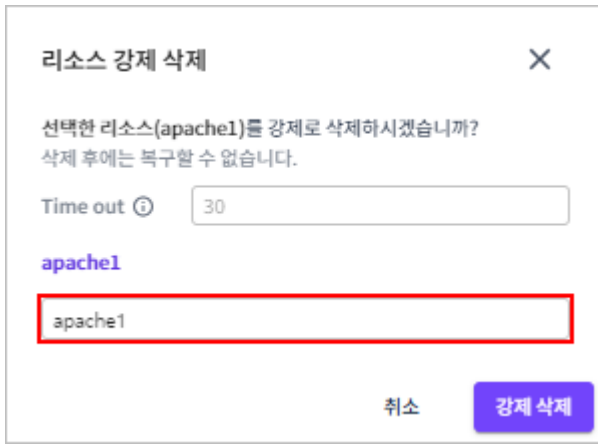 리소스 강제 삭제
선택한 리소스(apache1)를 강제로 삭제하시겠습니까?
삭제 후에는 복구할 수 없습니다.
Time out 30
apache1
apache1
취소 강제 삭제